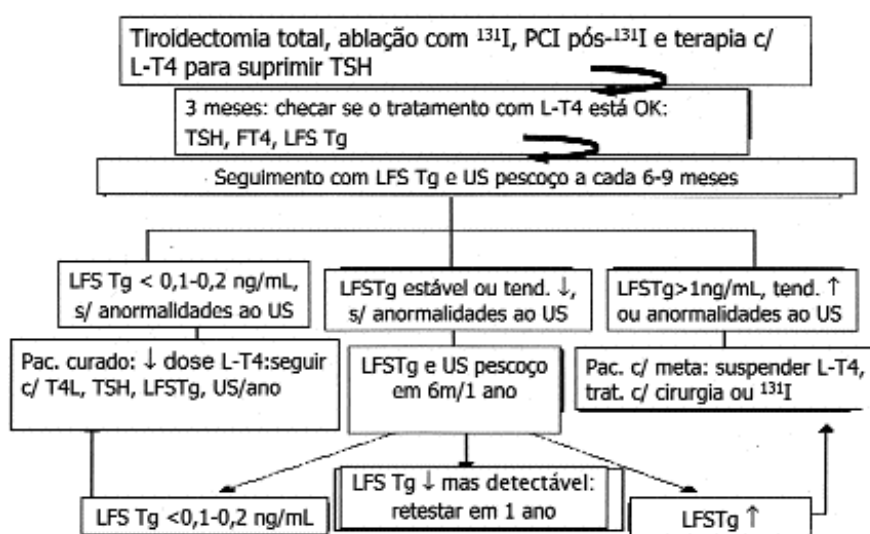 Tiroidectomia total, ablação com ¹³¹I, PCI pós-¹³¹I e terapia c/
L-T4 para suprimir TSH
3 meses: checar se o tratamento com L-T4 está OK:
TSH, FT4, LFS Tg
Seguimento com LFS Tg e US pescoço a cada 6-9 meses
LFS Tg < 0,1-0,2 ng/mL,
s/ anormalidades ao US
LFSTg estável ou tend. ↓,
s/ anormalidades ao US
LFSTg>1ng/mL, tend. ↑
ou anormalidades ao US
Pac. curado: ↓ dose L-T4:seguir
c/ T4L, TSH, LFSTg, US/ano
LFSTg e US pescoço
em 6m/1 ano
Pac. c/ meta: suspender L-T4,
trat. c/ cirurgia ou ¹³¹I
LFS Tg <0,1-0,2 ng/mL
LFS Tg ↓ mas detectável:
retestar em 1 ano
LFSTg ↑